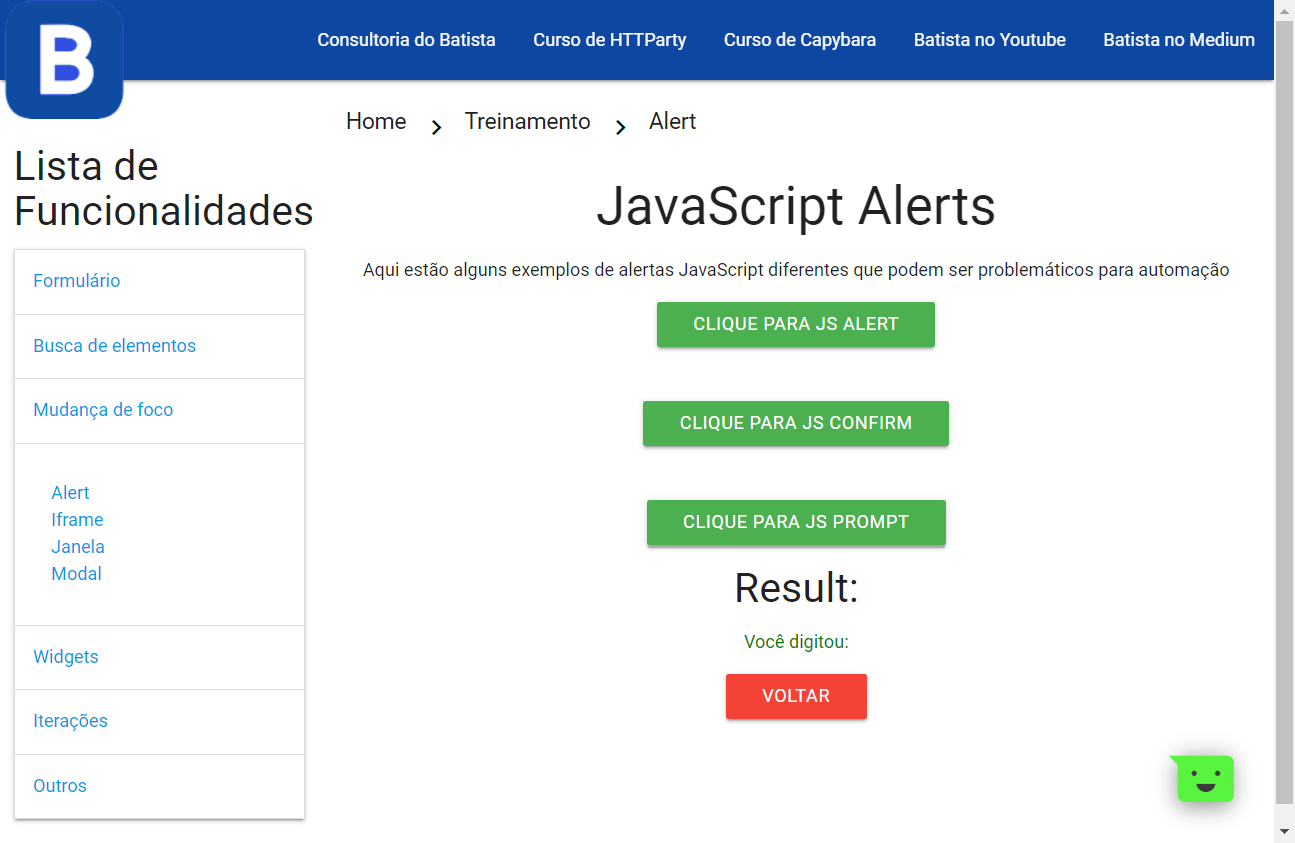 B
Consultoria do Batista
Curso de HTTParty
Curso de Capybara
Batista no Youtube
Batista no Medium
Home
Treinamento
Alert
Lista de
Funcionalidades
Formulário
Busca de elementos
Mudança de foco
Alert
Iframe
Janela
Modal
Widgets
Iterações
Outros
JavaScript Alerts
Aqui estão alguns exemplos de alertas JavaScript diferentes que podem ser problemáticos para automação
CLIQUE PARA JS ALERT
CLIQUE PARA JS CONFIRM
CLIQUE PARA JS PROMPT
Result:
Você digitou:
VOLTAR